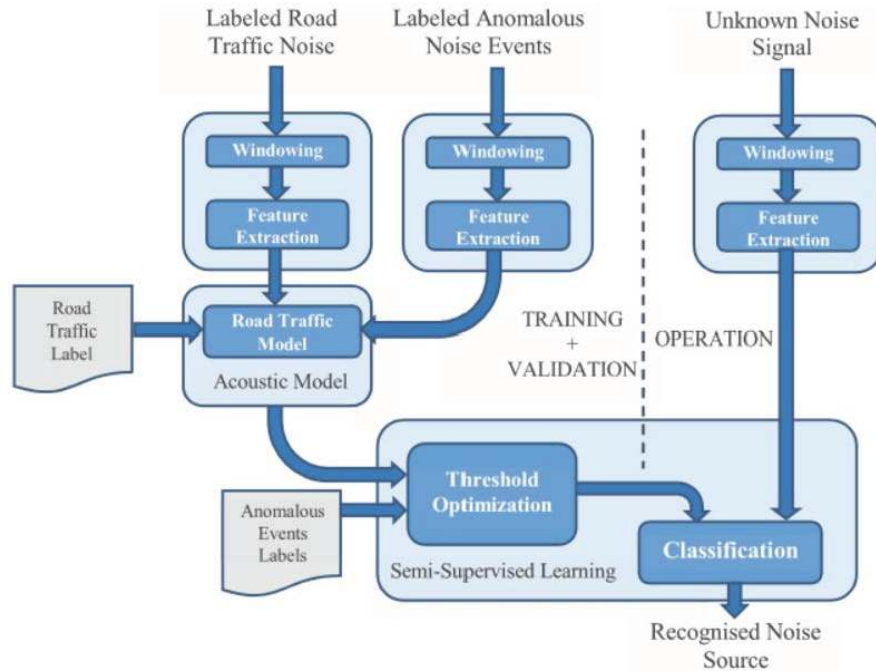 Labeled Road
Traffic Noise
Labeled Anomalous
Noise Events
Unknown Noise
Signal
Windowing
Windowing
Windowing
Feature
Extraction
Feature
Extraction
Feature
Extraction
Road
Traffic
Label
Road Traffic
Model
Acoustic Model
TRAINING
+
VALIDATION
OPERATION
Threshold
Optimization
Anomalous
Events
Labels
Classification
Semi-Supervised Learning
Recognised Noise
Source